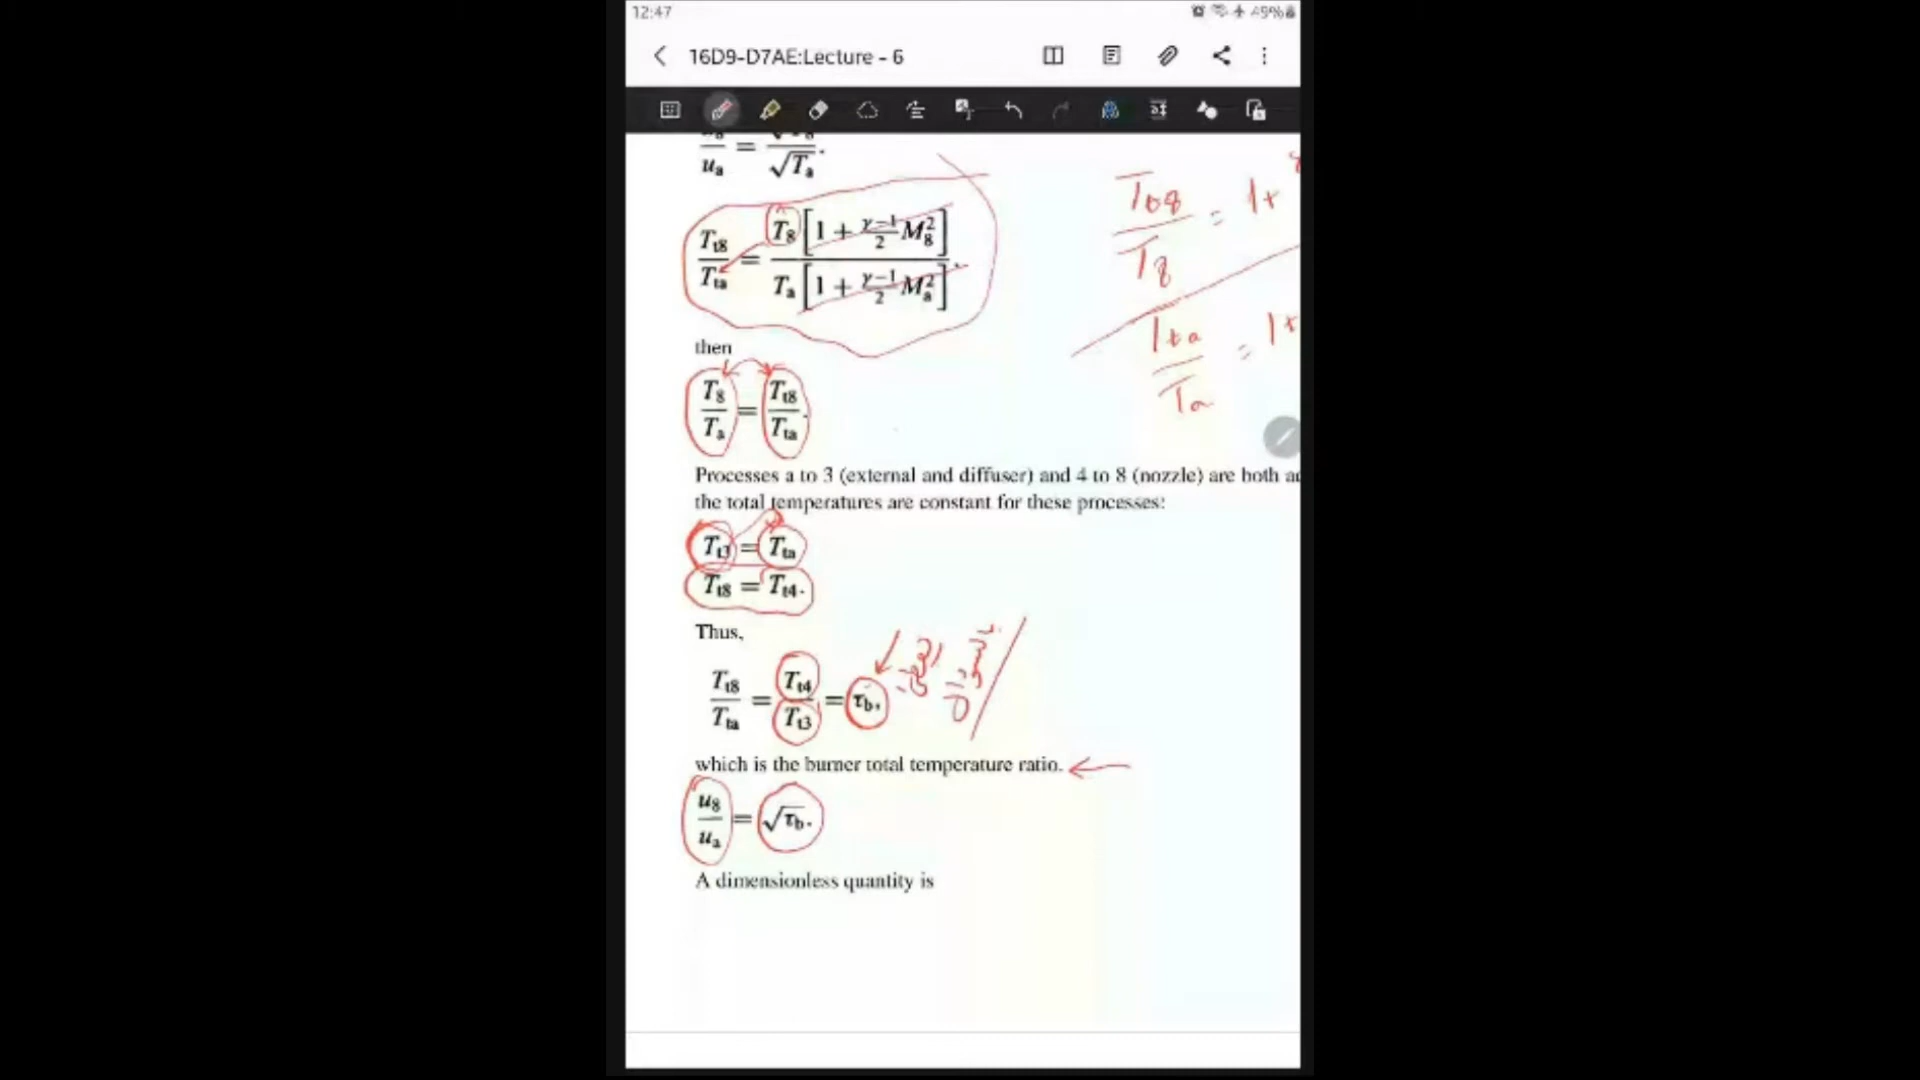 12:47
49%
16D9-D7AE:Lecture - 6
u_a = √T_a.
T_t8 / T_ta = T_8 [1 + γ-1/2 M_8^2] / T_a [1 + γ-1/2 M_a^2].
T_t8 / T_8 = 1+
T_ta / T_a = 1+
then
T_8 / T_a = T_t8 / T_ta.
Processes a to 3 (external and diffuser) and 4 to 8 (nozzle) are both
the total temperatures are constant for these processes:
T_t3 = T_ta
T_t8 = T_t4.
Thus,
T_t8 / T_ta = T_t4 / T_t3 = τ_b,
which is the burner total temperature ratio.
u_8 / u_a = √τ_b.
A dimensionless quantity is